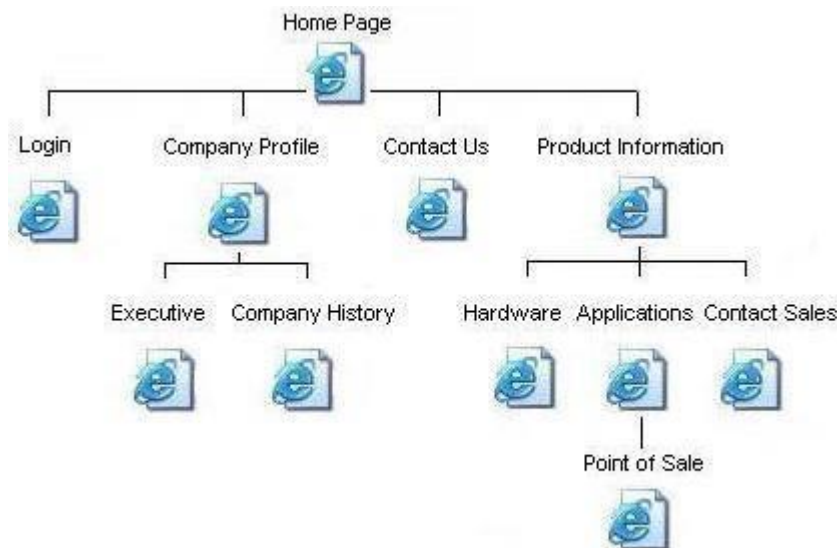 Home Page
Login Company Profile Contact Us Product Information
Executive Company History Hardware Applications Contact Sales
Point of Sale